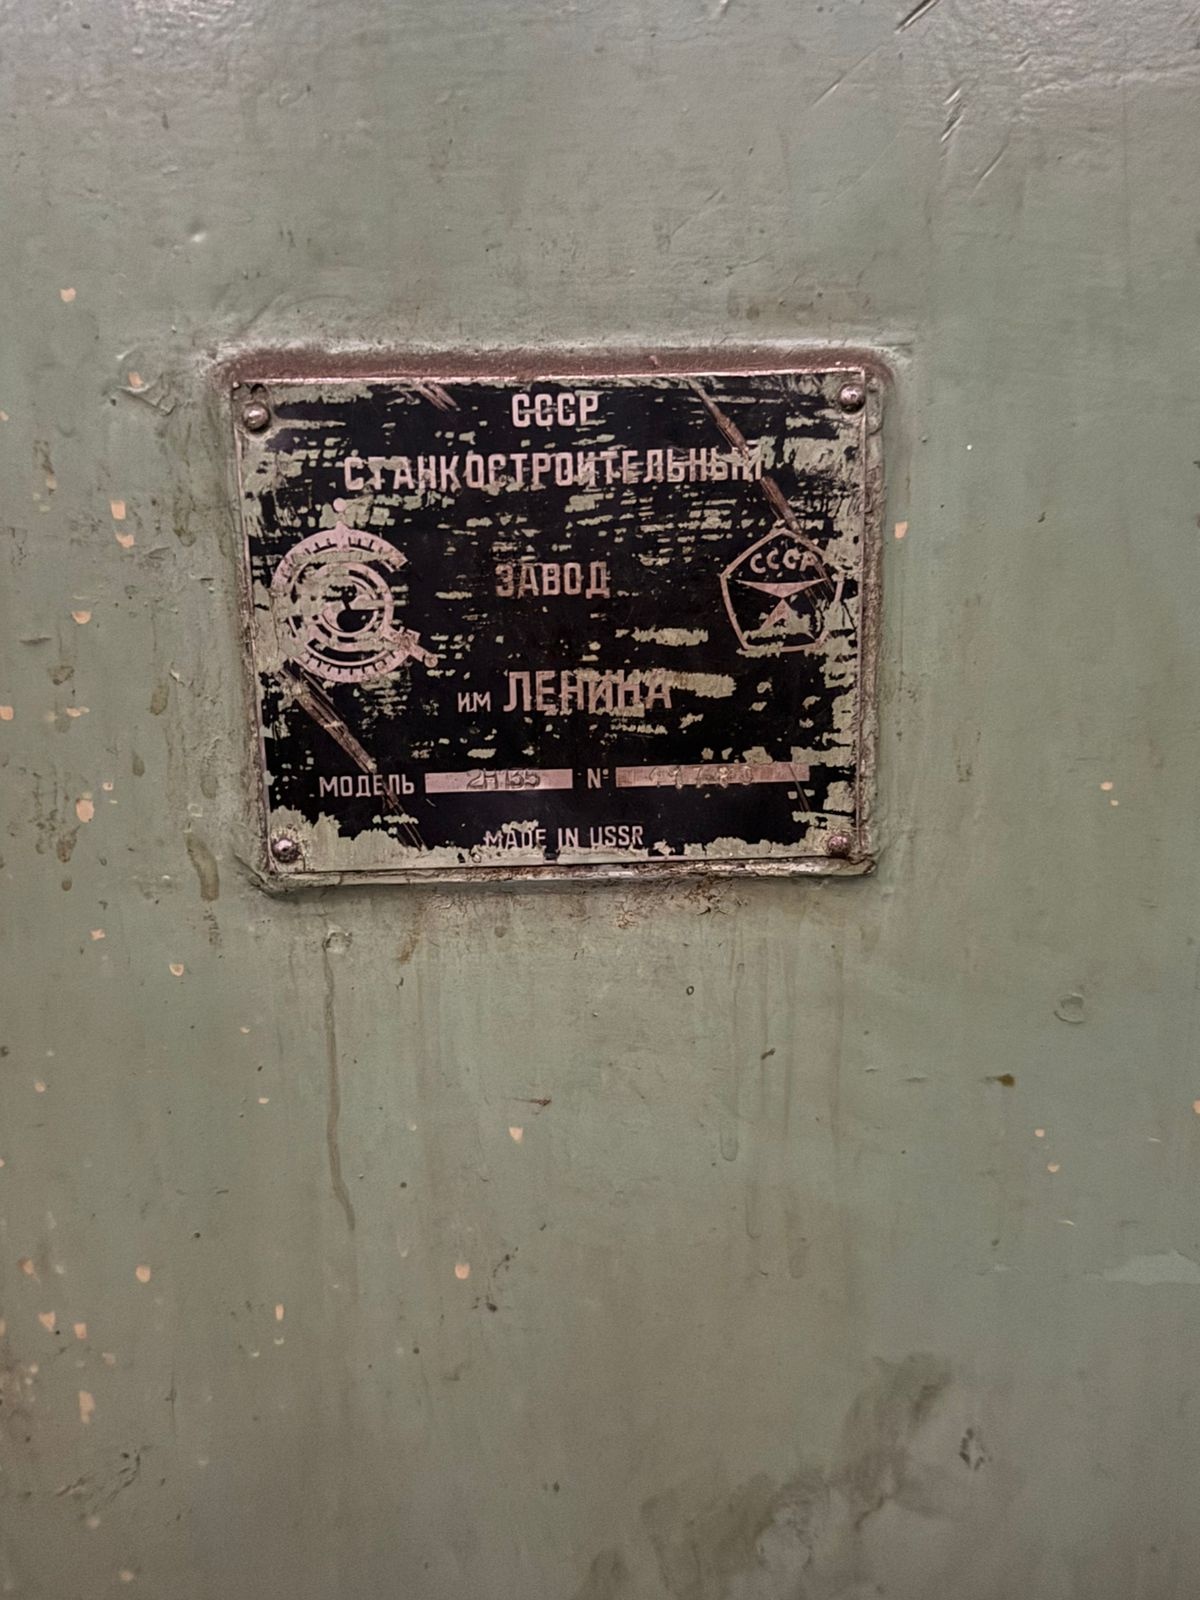 СССР
СТАНКОСТРОИТЕЛЬНЫЙ
ЗАВОД
СССР
им ЛЕНИНА
МОДЕЛЬ 2Н135 №
MADE IN USSR